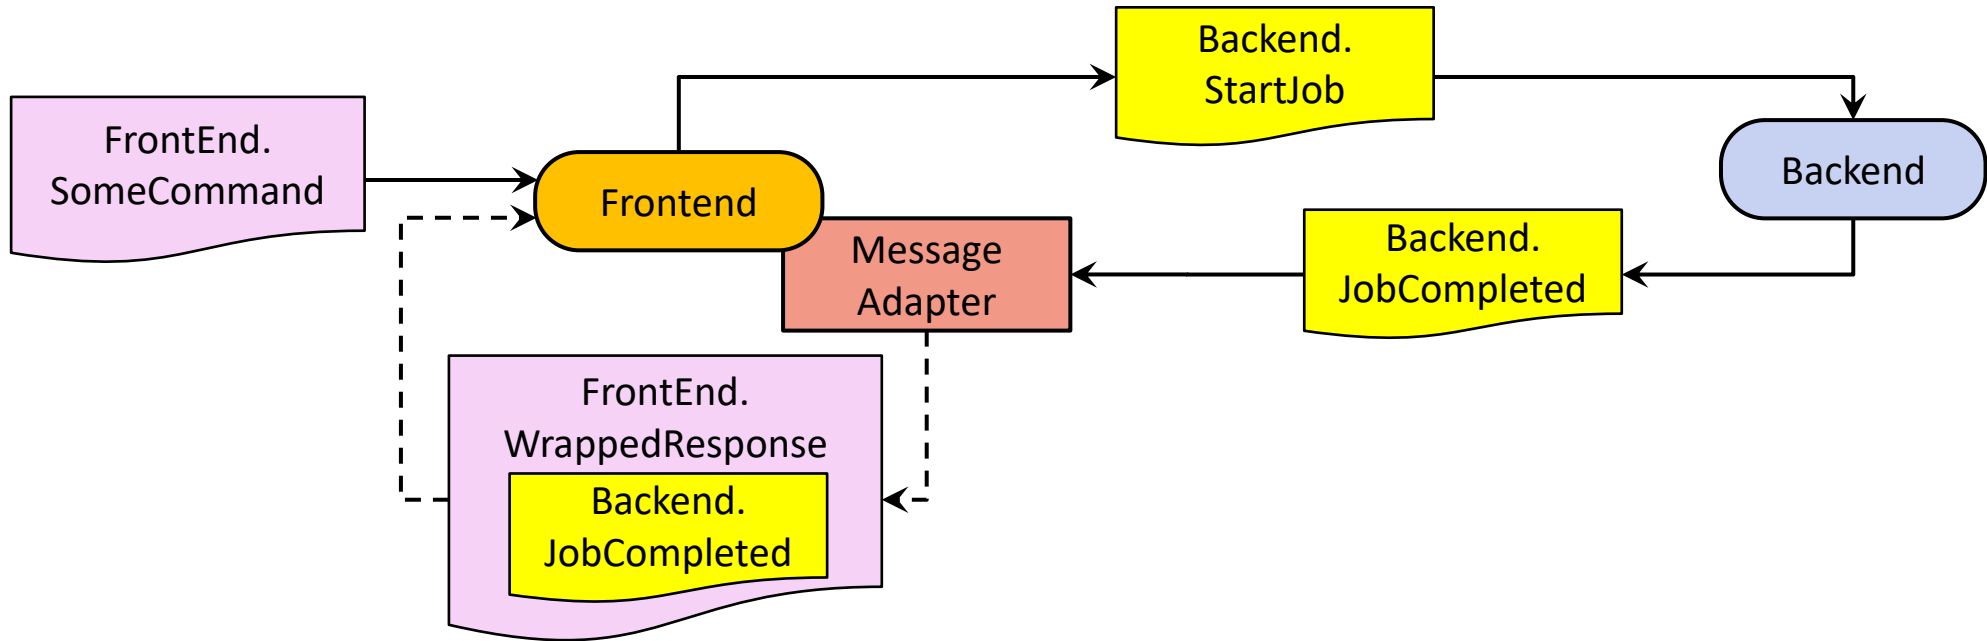 Backend.
StartJob
FrontEnd.
SomeCommand
Frontend
Backend
Message
Adapter
Backend.
JobCompleted
FrontEnd.
WrappedResponse
Backend.
JobCompleted